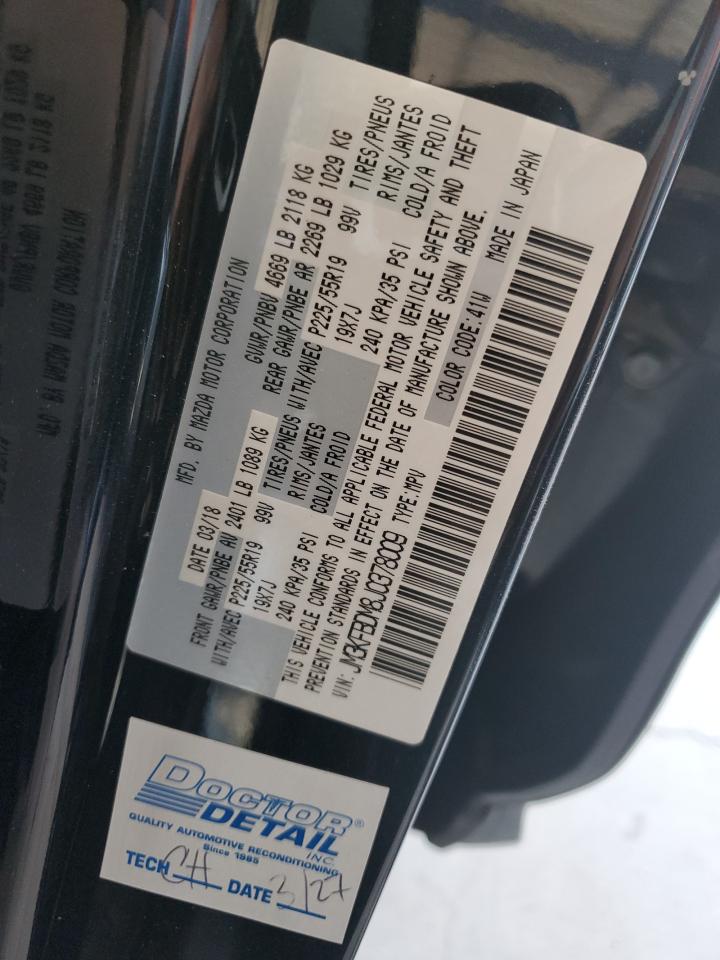 MFD. BY MAZDA MOTOR CORPORATION
DATE 03/18 GVWR/PNBV 4669 LB 2118 KG
FRONT GAWR/PNBE AV 2401 LB 1089 KG REAR GAWR/PNBE AR 2269 LB 1029 KG
WITH/AVEC P225/55R19 99V TIRES/PNEUS WITH/AVEC P225/55R19 99V TIRES/PNEUS
19X7J RIMS/JANTES 19X7J RIMS/JANTES
240 KPA/35 PSI COLD/A FROID 240 KPA/35 PSI COLD/A FROID
THIS VEHICLE CONFORMS TO ALL APPLICABLE FEDERAL MOTOR VEHICLE SAFETY AND THEFT
PREVENTION STANDARDS IN EFFECT ON THE DATE OF MANUFACTURE SHOWN ABOVE.
VIN: JM3KFBDM8J0378009 TYPE:MPV COLOR CODE:41W MADE IN JAPAN
DOCTOR®
DETAIL
INC.
QUALITY AUTOMOTIVE RECONDITIONING
Since 1985
TECH CH DATE 3/27